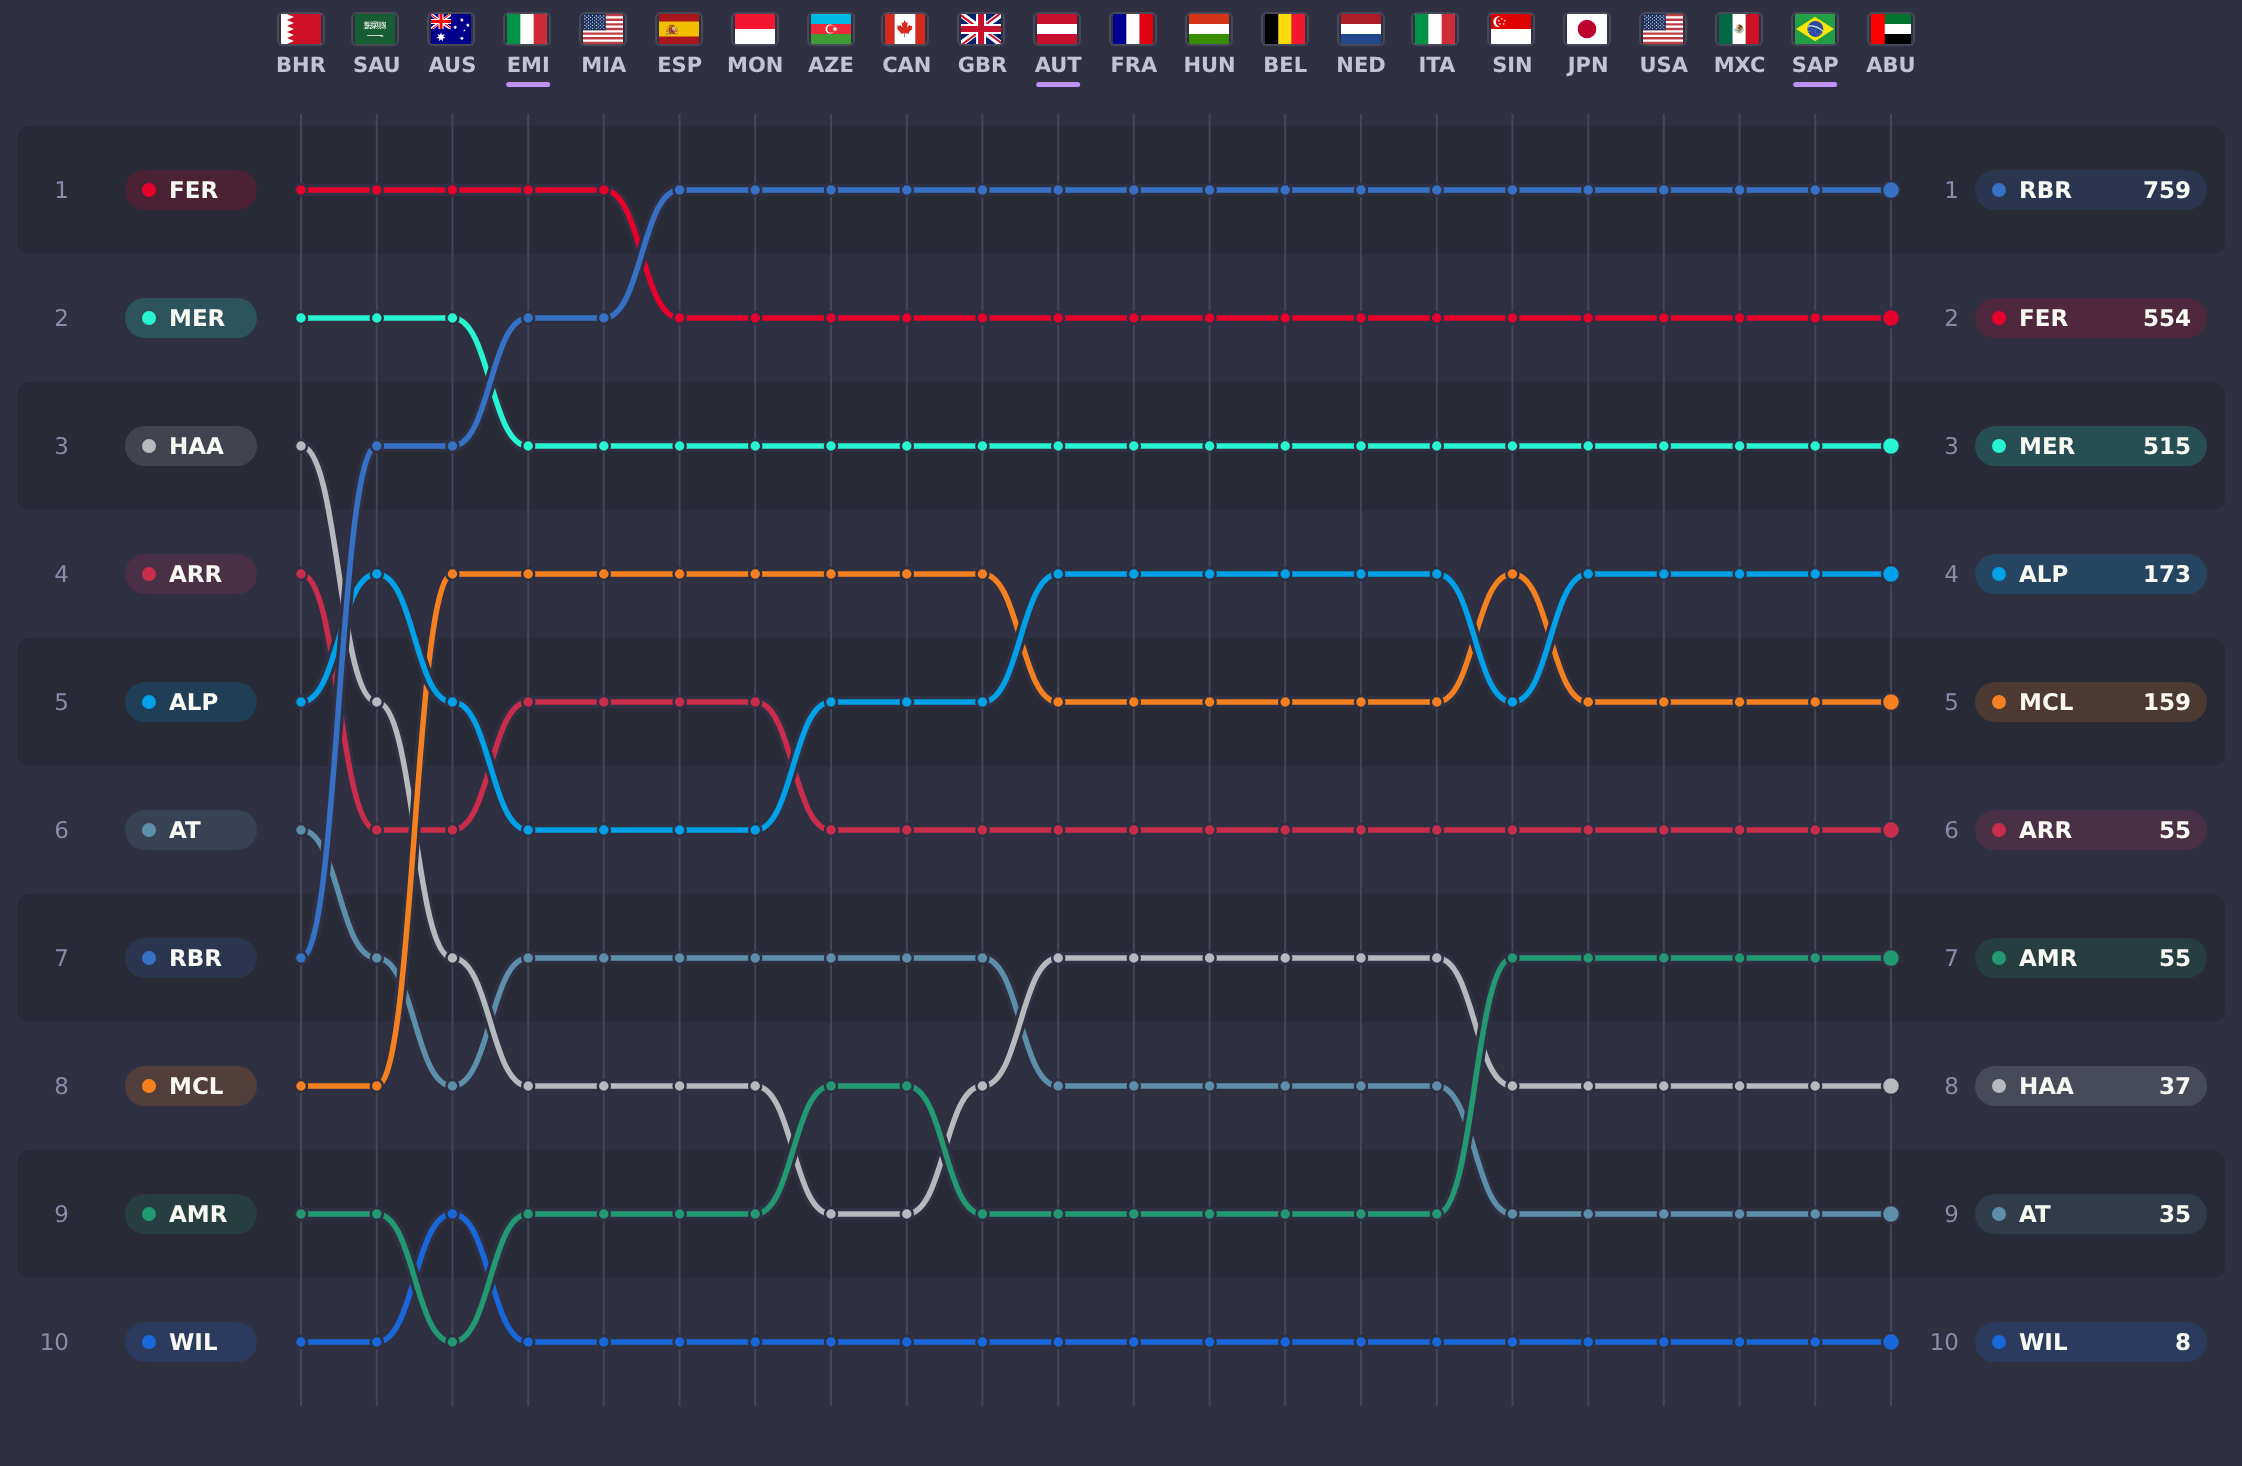 BHR SAU AUS EMI MIA ESP MON AZE CAN GBR AUT FRA HUN BEL NED ITA SIN JPN USA MXC SAP ABU
1 FER 1 RBR 759
2 MER 2 FER 554
3 HAA 3 MER 515
4 ARR 4 ALP 173
5 ALP 5 MCL 159
6 AT 6 ARR 55
7 RBR 7 AMR 55
8 MCL 8 HAA 37
9 AMR 9 AT 35
10 WIL 10 WIL 8